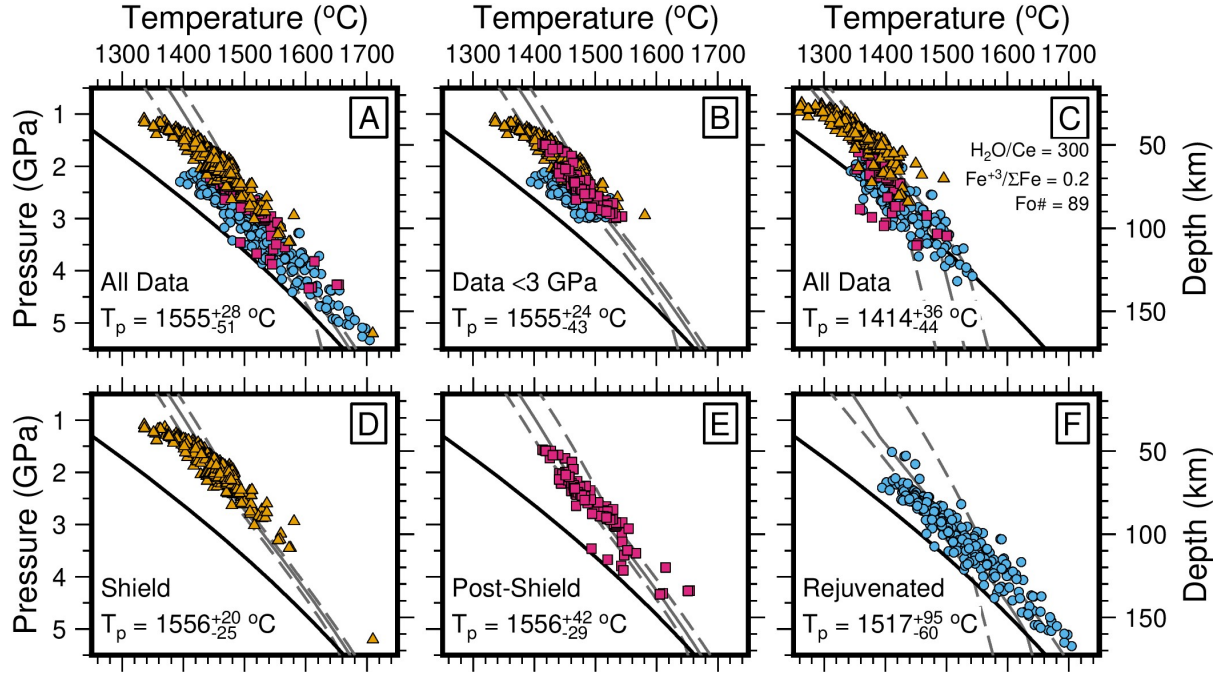 Temperature (ºC) Temperature (ºC) Temperature (ºC)
1300 1400 1500 1600 1700 1300 1400 1500 1600 1700 1300 1400 1500 1600 1700
Pressure (GPa)
1
2
3
4
5
A
All Data
Tp = 1555 +28 -51 ºC
B
Data <3 GPa
Tp = 1555 +24 -43 ºC
C
H2O/Ce = 300
Fe+3/ΣFe = 0.2
Fo# = 89
All Data
Tp = 1414 +36 -44 ºC
50
100
150
Depth (km)
Pressure (GPa)
1
2
3
4
5
D
Shield
Tp = 1556 +20 -25 ºC
E
Post-Shield
Tp = 1556 +42 -29 ºC
F
Rejuvenated
Tp = 1517 +95 -60 ºC
50
100
150
Depth (km)